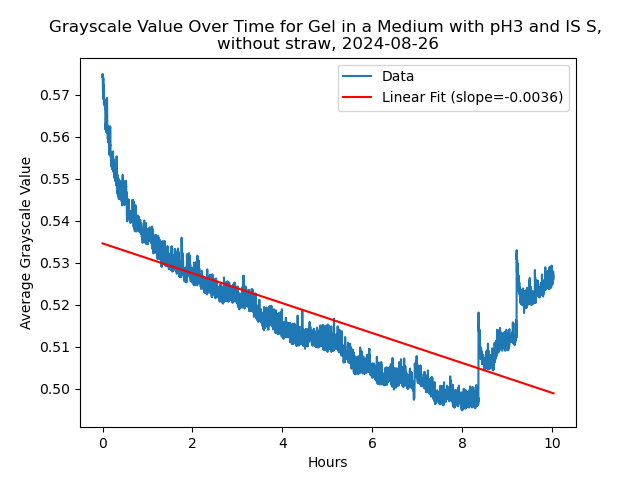 Grayscale Value Over Time for Gel in a Medium with pH3 and IS S,
without straw, 2024-08-26
Data
Linear Fit (slope=-0.0036)
0.57
0.56
0.55
0.54
0.53
0.52
0.51
0.50
Average Grayscale Value
0 2 4 6 8 10
Hours